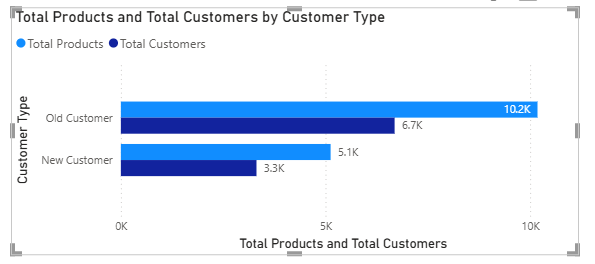 Total Products and Total Customers by Customer Type
Total Products Total Customers
Customer Type
Old Customer
10.2K
6.7K
New Customer
5.1K
3.3K
0K 5K 10K
Total Products and Total Customers